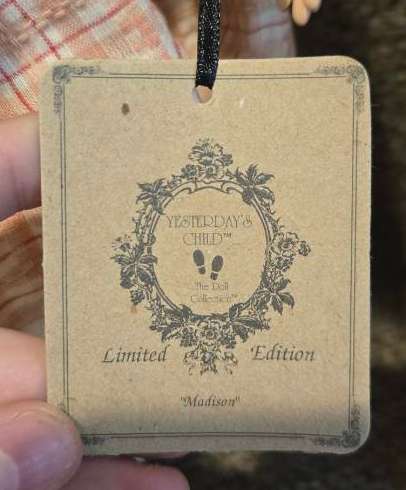 YESTERDAY'S
CHILD™
The Doll
Collection™
Limited Edition
"Madison"